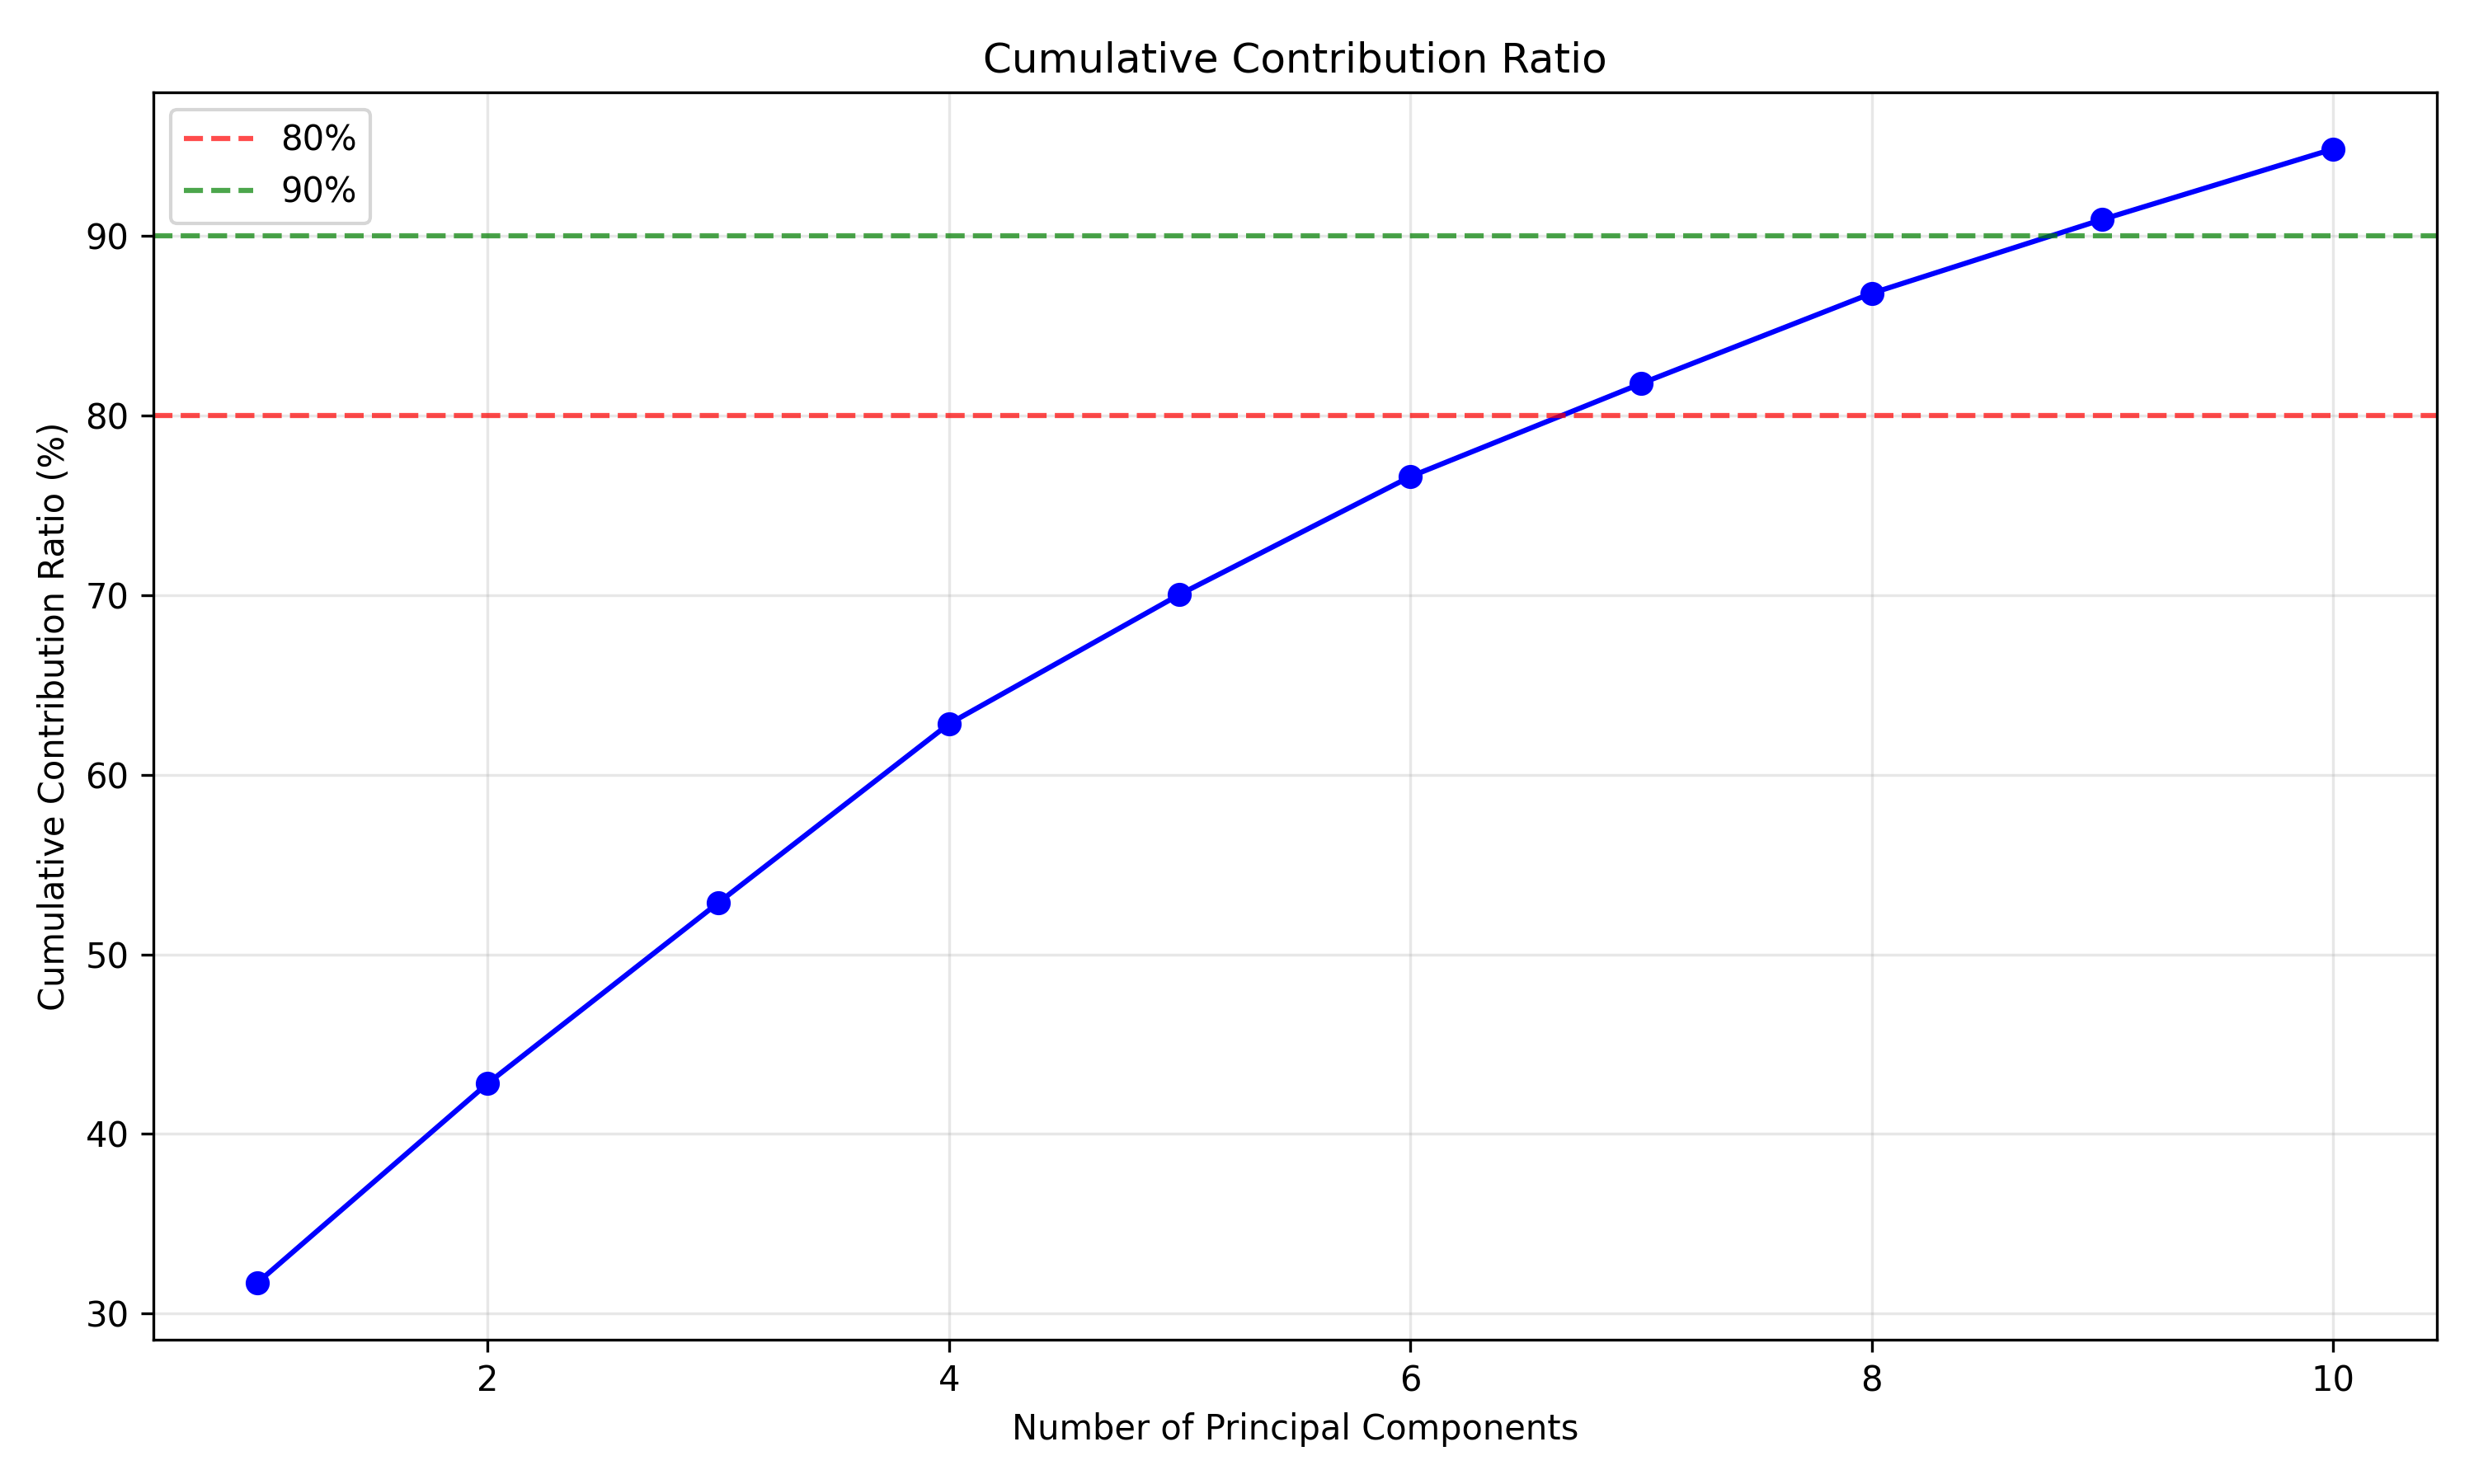 Cumulative Contribution Ratio
80%
90%
Cumulative Contribution Ratio (%)
90
80
70
60
50
40
30
2 4 6 8 10
Number of Principal Components